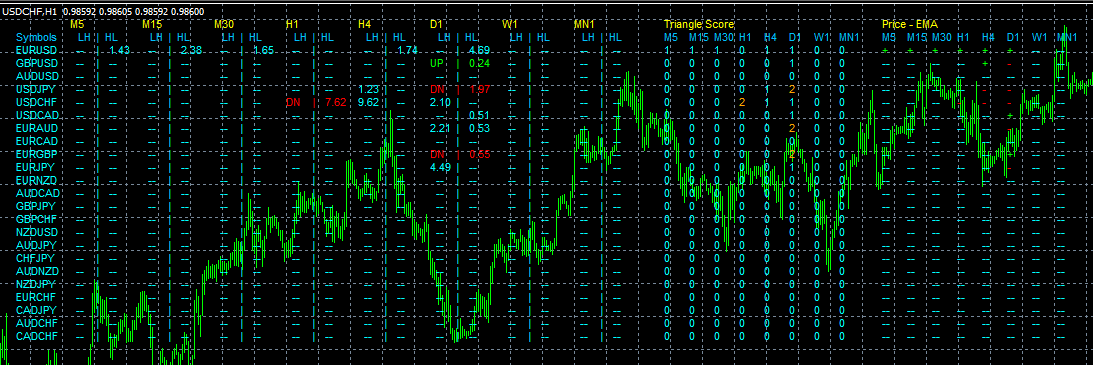 USDCHF,H1 0.98592 0.98605 0.98592 0.98600
M5 M15 M30 H1 H4 D1 W1 MN1 Triangle Score Price - EMA
Symbols LH HL LH HL LH HL LH HL LH HL LH HL LH HL LH HL M5 M15 M30 H1 H4 D1 W1 MN1 M5 M15 M30 H1 H4 D1 W1 MN1
EURUSD 1.43 2.38 1.65 1.74 4.69 1 1 1 0 1 1 0 0 + + + + + +
GBPUSD UP 0.24 0 0 0 0 0 1 0 0 + -
AUDUSD 0 0 0 0 0 0 0 0
USDJPY 1.23 DN 1.97 0 0 0 0 1 2 0 0 - -
USDCHF DN 7.62 9.62 2.10 0 0 0 2 1 1 0 0
USDCAD 0.51 0 0 0 0 0 1 0 0 +
EURAUD 2.21 0.53 0 0 0 0 0 2 0 0
EURCAD 0 0 0 0 0 0 0 0
EURGBP DN 0.65 0 0 0 0 0 2 0 0
EURJPY 4.49 0 0 0 0 0 0 0
EURNZD 0 0 0 0 0 0 0 0
AUDCAD 0 0 0 0 0 0 0 0
GBPJPY 0 0 0 0 0 0 0 0
GBPCHF 0 0 0 0 0 0 0 0
NZDUSD 0 0 0 0 0 0 0 0
AUDJPY 0 0 0 0 0 0 0 0
CHFJPY 0 0 0 0 0 0 0 0
AUDNZD 0 0 0 0 0 0 0 0
NZDJPY 0 0 0 0 0 0 0 0
EURCHF 0 0 0 0 0 0 0 0
CADJPY 0 0 0 0 0 0 0 0
AUDCHF 0 0 0 0 0 0 0 0
CADCHF 0 0 0 0 0 0 0 0